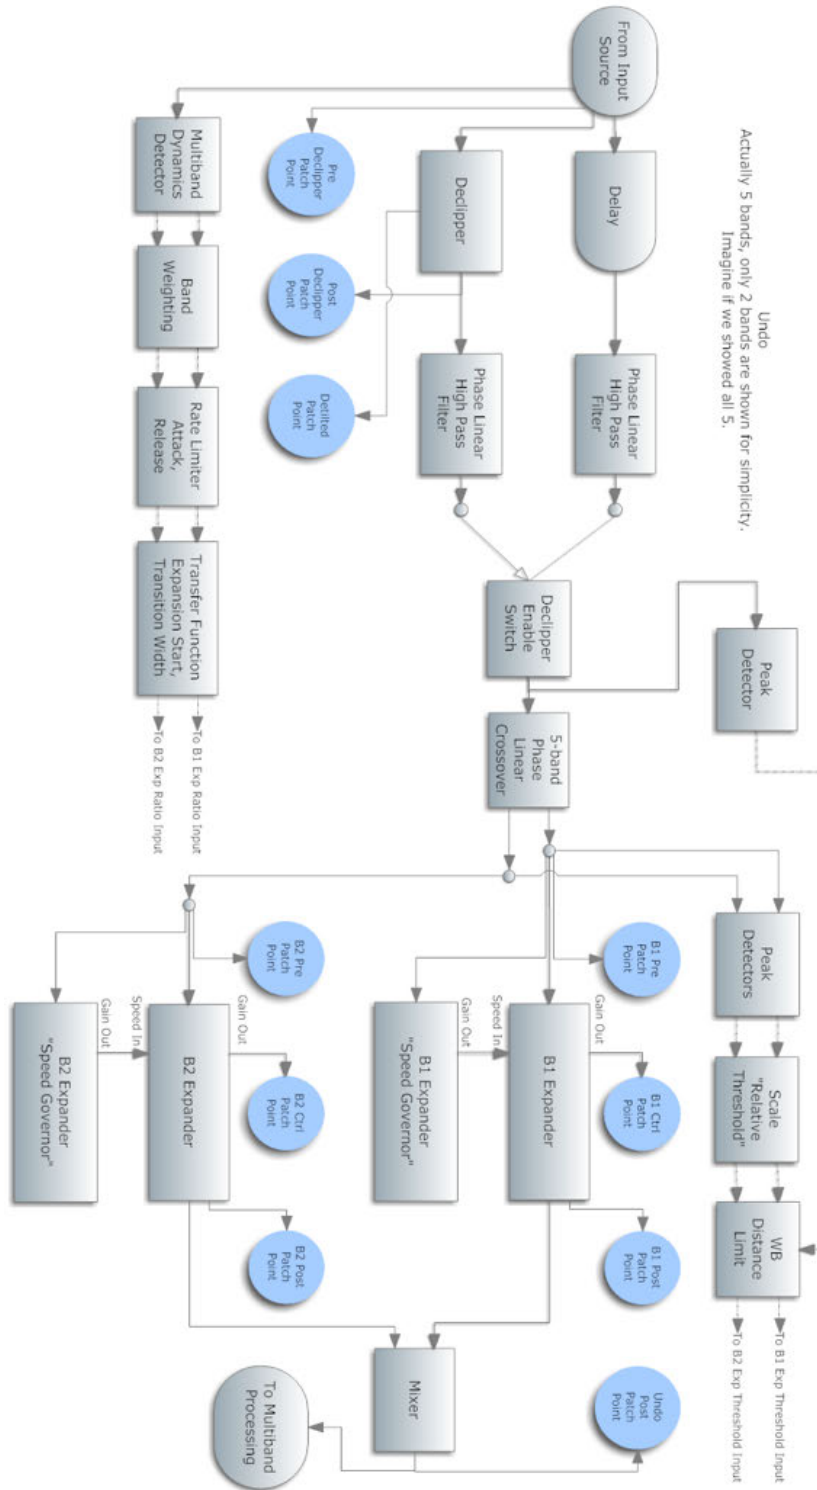 Undo
Actually 5 bands, only 2 bands are shown for simplicity.
Imagine if we showed all 5.
From Input
Source
Delay
Phase Linear
High Pass
Filter
Declipper
Phase Linear
High Pass
Filter
Pre
Declipper
Patch
Point
Post
Declipper
Patch
Point
Detilted
Patch
Point
Multiband
Dynamics
Detector
Band
Weighting
Rate Limiter
Attack,
Release
Transfer Function
Expansion Start,
Transition Width
To B1 Exp Ratio Input
To B2 Exp Ratio Input
Declipper
Enable
Switch
Peak
Detector
5-band
Phase
Linear
Crossover
Peak
Detectors
Scale
"Relative
Threshold"
WB
Distance
Limit
To B1 Exp Threshold Input
To B2 Exp Threshold Input
B1 Pre
Patch
Point
B1 Ctrl
Patch
Point
B1 Post
Patch
Point
Gain Out
B1 Expander
Speed In
Gain Out
B1 Expander
"Speed Governor"
B2 Pre
Patch
Point
B2 Ctrl
Patch
Point
B2 Post
Patch
Point
Gain Out
B2 Expander
Speed In
Gain Out
B2 Expander
"Speed Governor"
Undo
Post
Patch
Point
Mixer
To Multiband
Processing